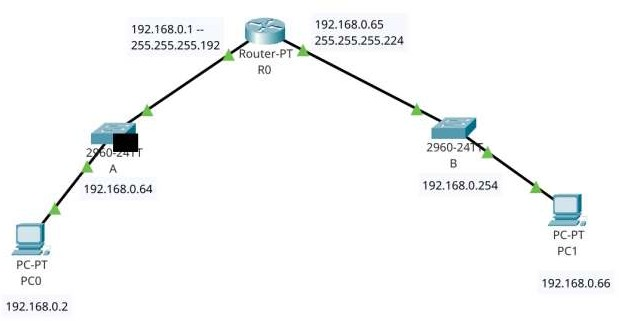 192.168.0.1 --
255.255.255.192
192.168.0.65
255.255.255.224
Router-PT
R0
2960-24TT
A
192.168.0.64
2960-24TT
B
192.168.0.254
PC-PT
PC0
192.168.0.2
PC-PT
PC1
192.168.0.66